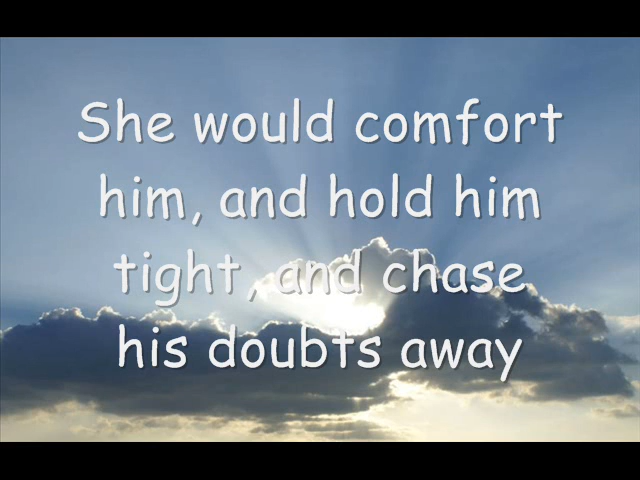 She would comfort
him, and hold him
tight, and chase
his doubts away